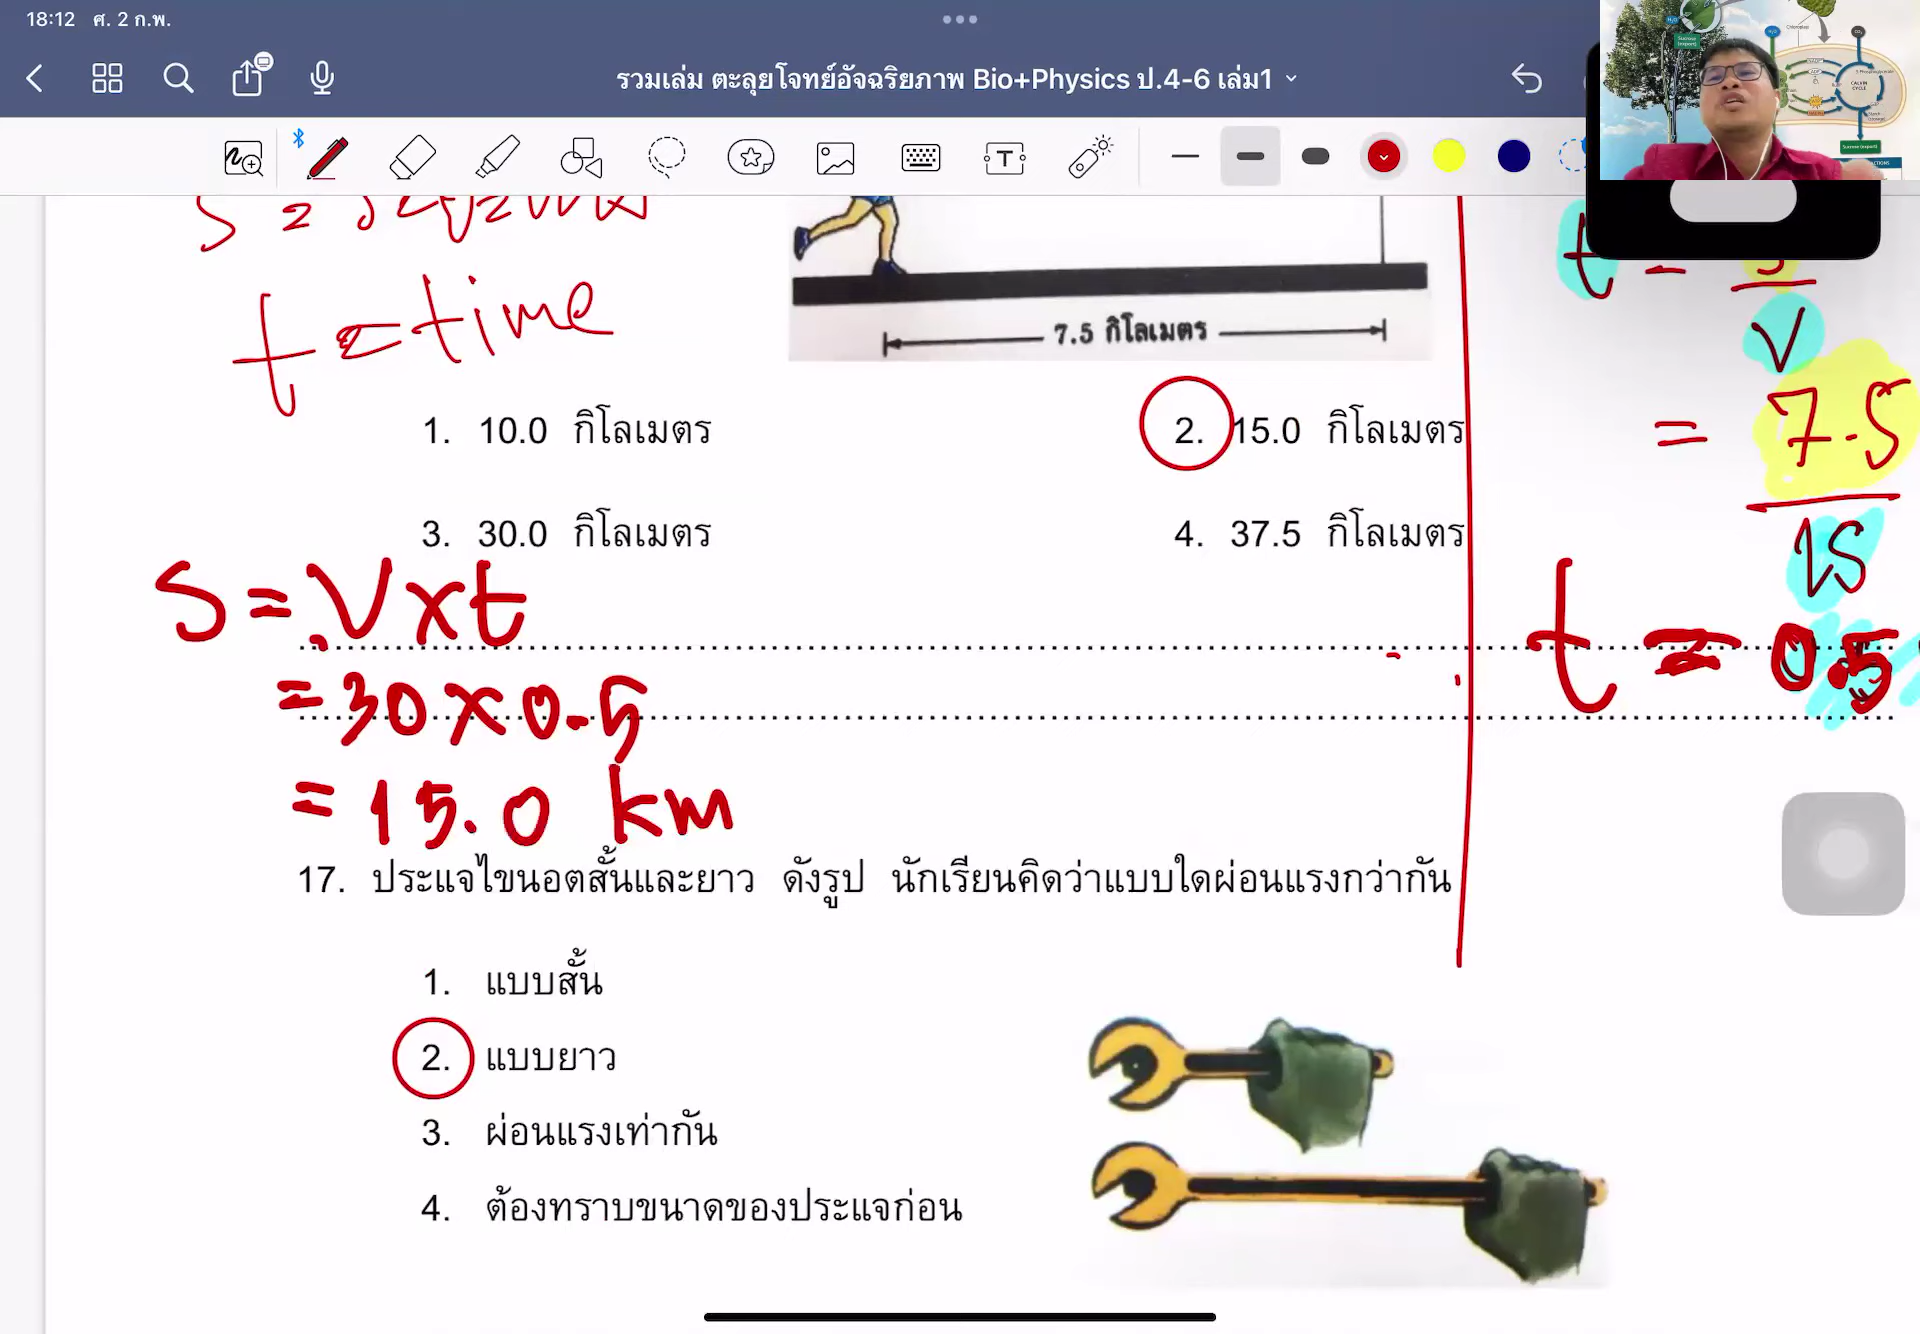 18:12 ศ. 2 ก.พ.
รวมเล่ม ตะลุยโจทย์อัจฉริยภาพ Bio+Physics ป.4-6 เล่ม1
T
t = time
t =
V
7.5 กิโลเมตร
= 7.5
15
t = 0.5
1. 10.0 กิโลเมตร
2. 15.0 กิโลเมตร
3. 30.0 กิโลเมตร
4. 37.5 กิโลเมตร
S = V x t
= 30 x 0.5
= 15.0 km
17. ประแจไขนอตสั้นและยาว ดังรูป นักเรียนคิดว่าแบบใดผ่อนแรงกว่ากัน
1. แบบสั้น
2. แบบยาว
3. ผ่อนแรงเท่ากัน
4. ต้องทราบขนาดของประแจก่อน